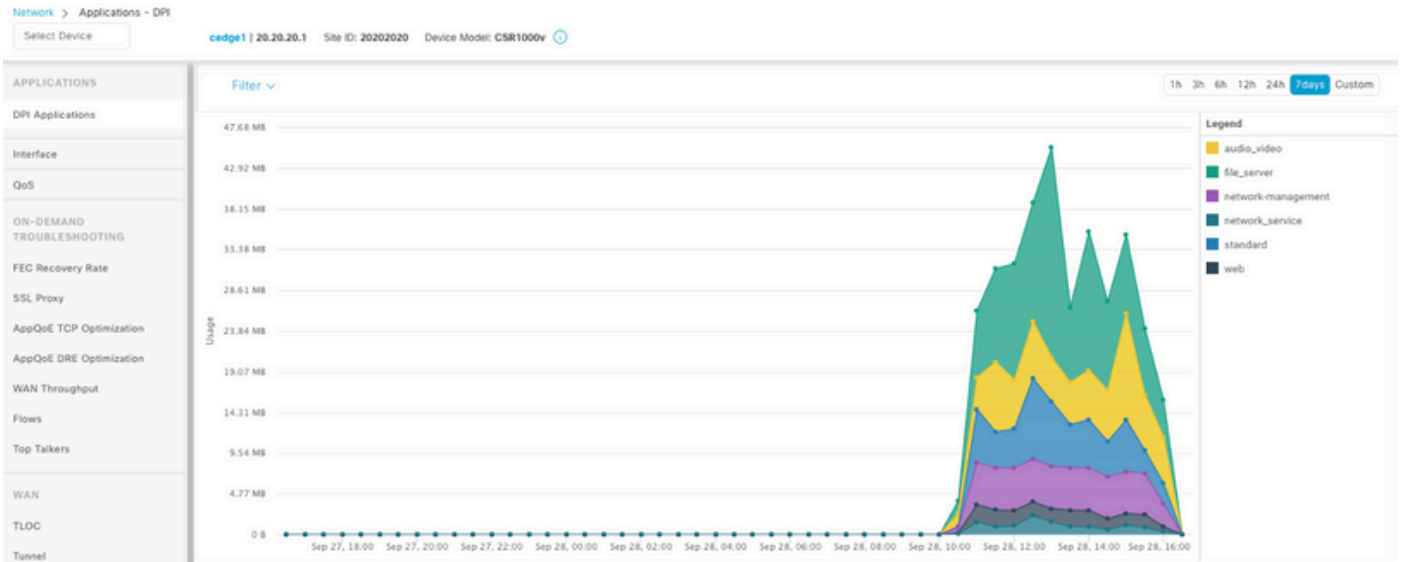 Network > Applications - DPI
Select Device
cedge1 | 20.20.20.1 Site ID: 20202020 Device Model: CSR1000v
APPLICATIONS
DPI Applications
Interface
QoS
ON-DEMAND
TROUBLESHOOTING
FEC Recovery Rate
SSL Proxy
AppQoE TCP Optimization
AppQoE DRE Optimization
WAN Throughput
Flows
Top Talkers
WAN
TLOC
Tunnel
Filter
1h 3h 6h 12h 24h 7days Custom
Usage
47.68 MB
42.92 MB
38.15 MB
33.38 MB
28.61 MB
23.84 MB
19.07 MB
14.31 MB
9.54 MB
4.77 MB
0 B
Sep 27, 18:00 Sep 27, 20:00 Sep 27, 22:00 Sep 28, 00:00 Sep 28, 02:00 Sep 28, 04:00 Sep 28, 06:00 Sep 28, 08:00 Sep 28, 10:00 Sep 28, 12:00 Sep 28, 14:00 Sep 28, 16:00
Legend
audio_video
file_server
network-management
network_service
standard
web